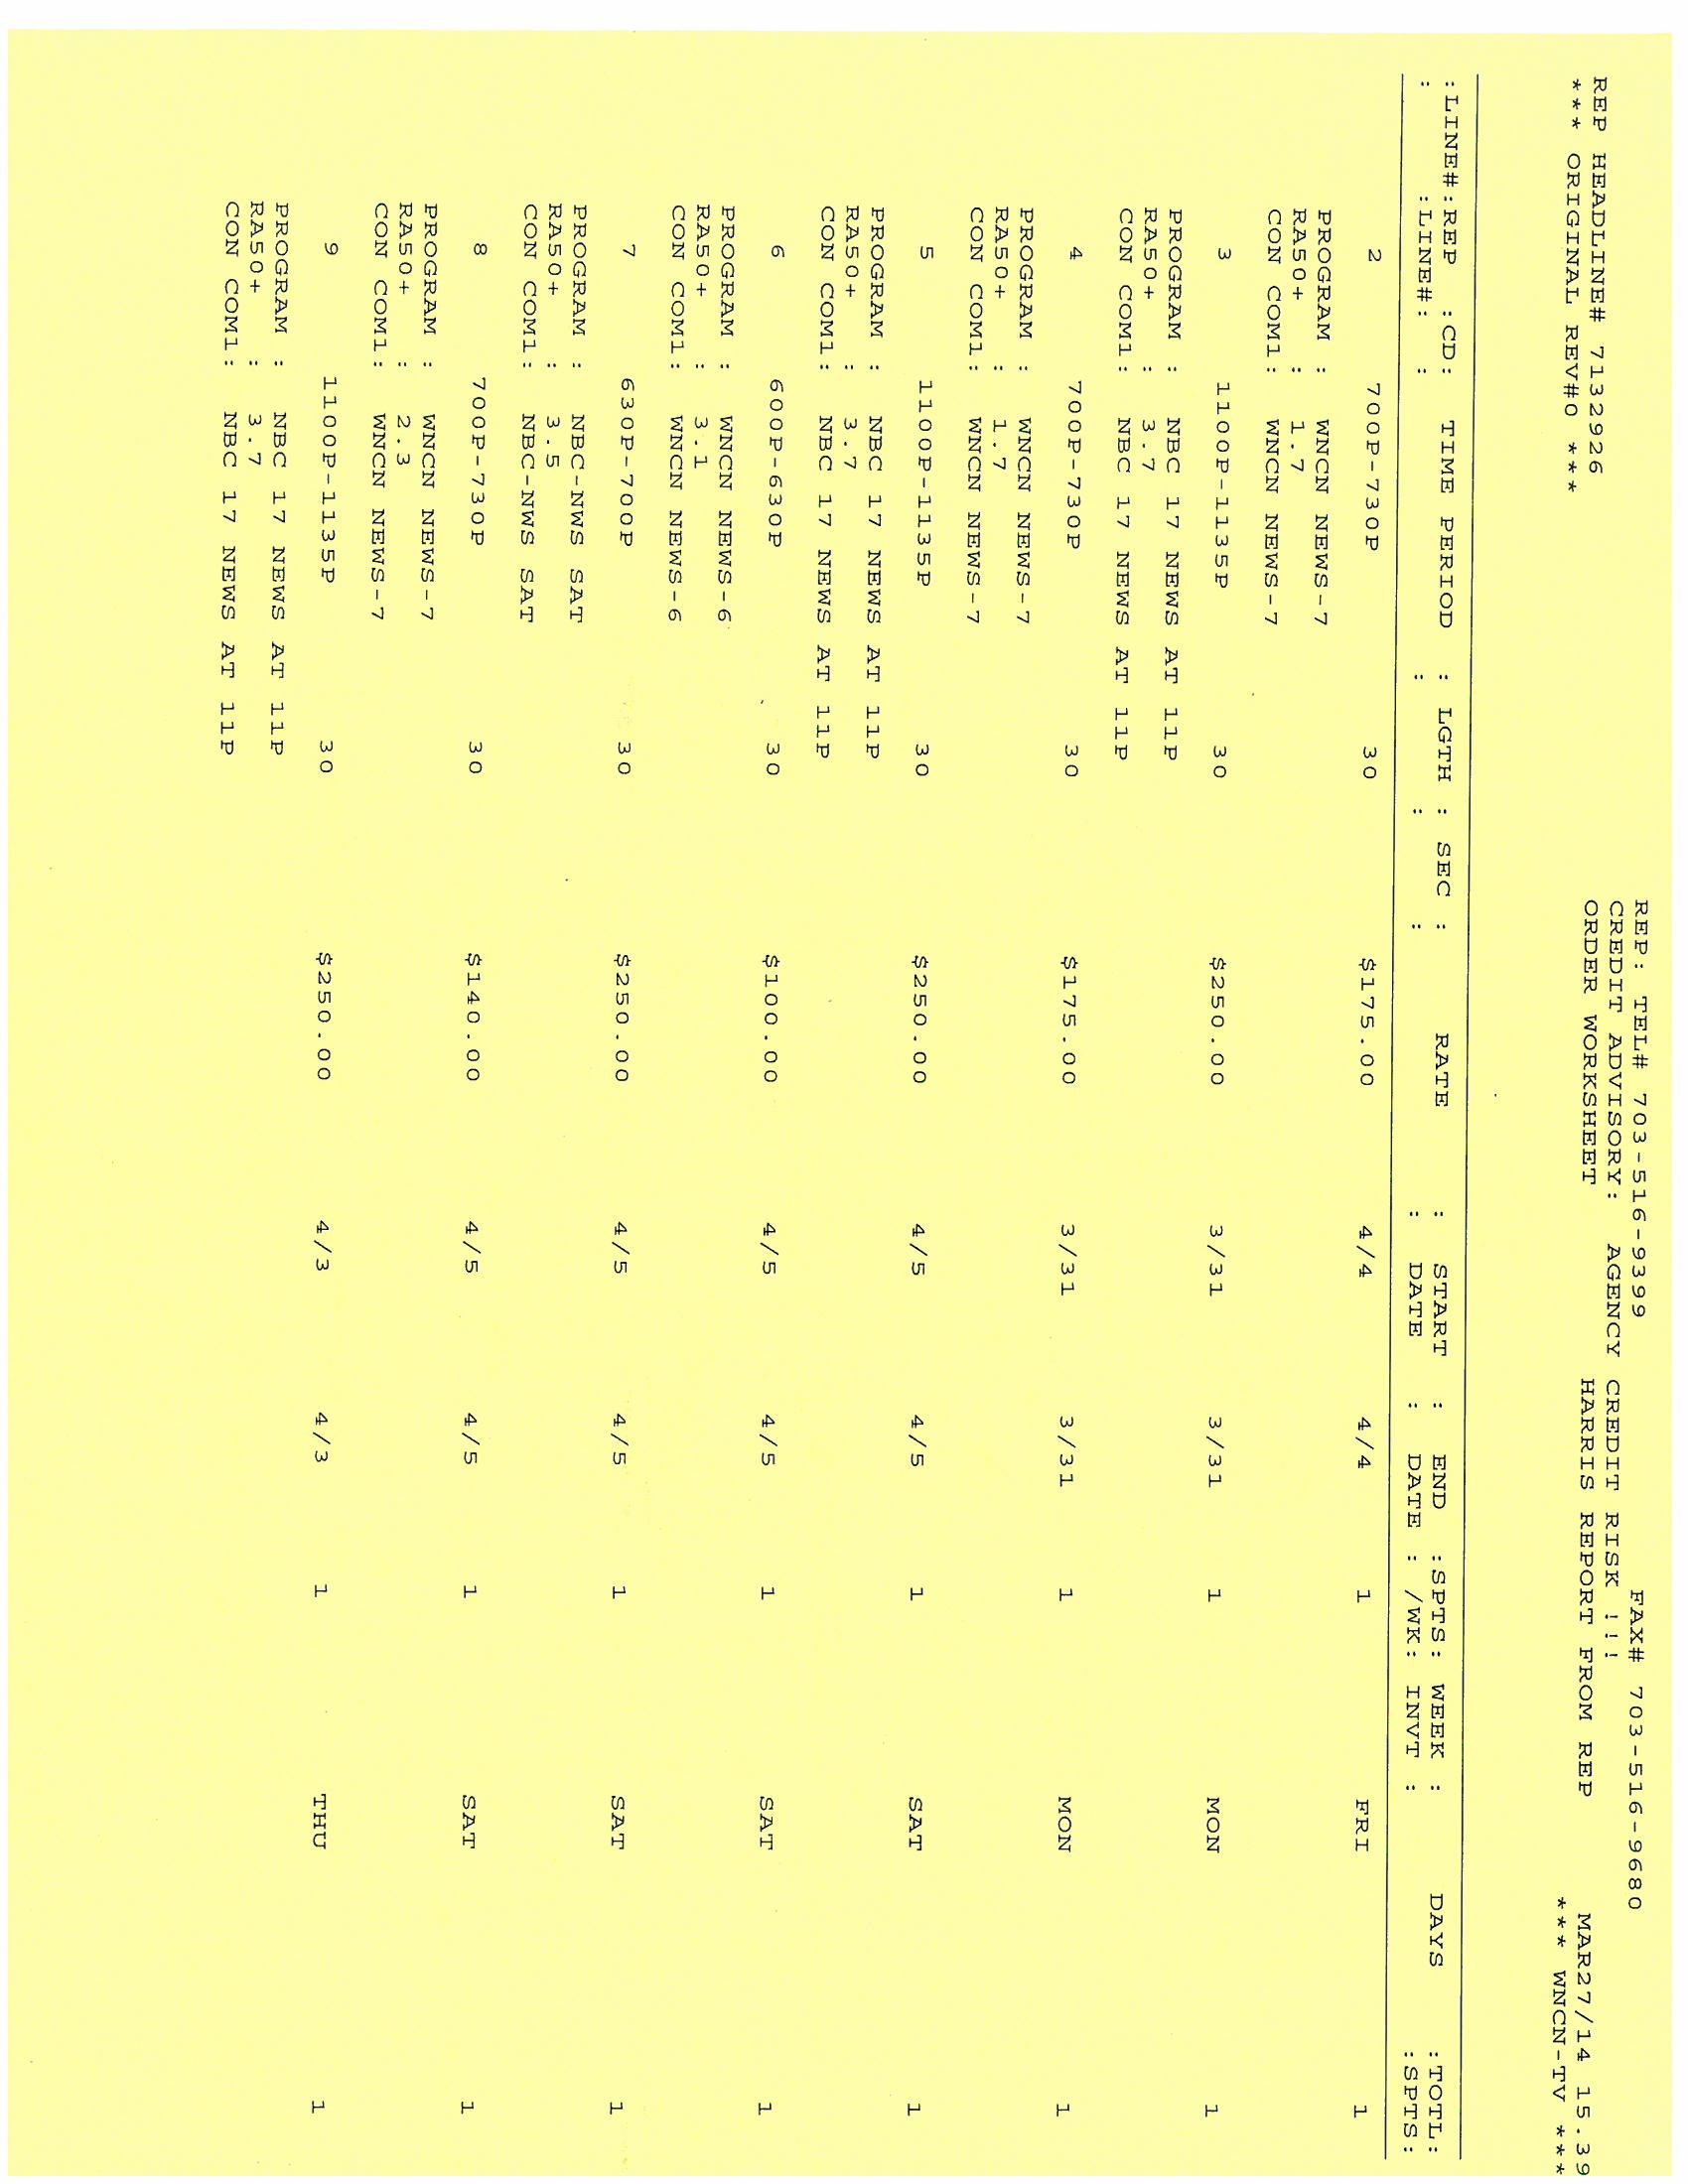 REP: TEL# 703-516-9399 FAX# 703-516-9680
CREDIT ADVISORY: AGENCY CREDIT RISK !!!
REP HEADLINE# 7132926 ORDER WORKSHEET HARRIS REPORT FROM REP MAR27/14 15.39
*** ORIGINAL REV#0 *** *** WNCN-TV ***
:LINE#:REP :CD: TIME PERIOD : LGTH : SEC : RATE : START : END :SPTS: WEEK : DAYS :TOTL:
: :LINE#: : : : : DATE : DATE : /WK: INVT : :SPTS:
2 700P-730P 30 $175.00 4/4 4/4 1 FRI 1
PROGRAM : WNCN NEWS-7
RA50+ : 1.7
CON COM1: WNCN NEWS-7
3 1100P-1135P 30 $250.00 3/31 3/31 1 MON 1
PROGRAM : NBC 17 NEWS AT 11P
RA50+ : 3.7
CON COM1: NBC 17 NEWS AT 11P
4 700P-730P 30 $175.00 3/31 3/31 1 MON 1
PROGRAM : WNCN NEWS-7
RA50+ : 1.7
CON COM1: WNCN NEWS-7
5 1100P-1135P 30 $250.00 4/5 4/5 1 SAT 1
PROGRAM : NBC 17 NEWS AT 11P
RA50+ : 3.7
CON COM1: NBC 17 NEWS AT 11P
6 600P-630P 30 $100.00 4/5 4/5 1 SAT 1
PROGRAM : WNCN NEWS-6
RA50+ : 3.1
CON COM1: WNCN NEWS-6
7 630P-700P 30 $250.00 4/5 4/5 1 SAT 1
PROGRAM : NBC-NWS SAT
RA50+ : 3.5
CON COM1: NBC-NWS SAT
8 700P-730P 30 $140.00 4/5 4/5 1 SAT 1
PROGRAM : WNCN NEWS-7
RA50+ : 2.3
CON COM1: WNCN NEWS-7
9 1100P-1135P 30 $250.00 4/3 4/3 1 THU 1
PROGRAM : NBC 17 NEWS AT 11P
RA50+ : 3.7
CON COM1: NBC 17 NEWS AT 11P